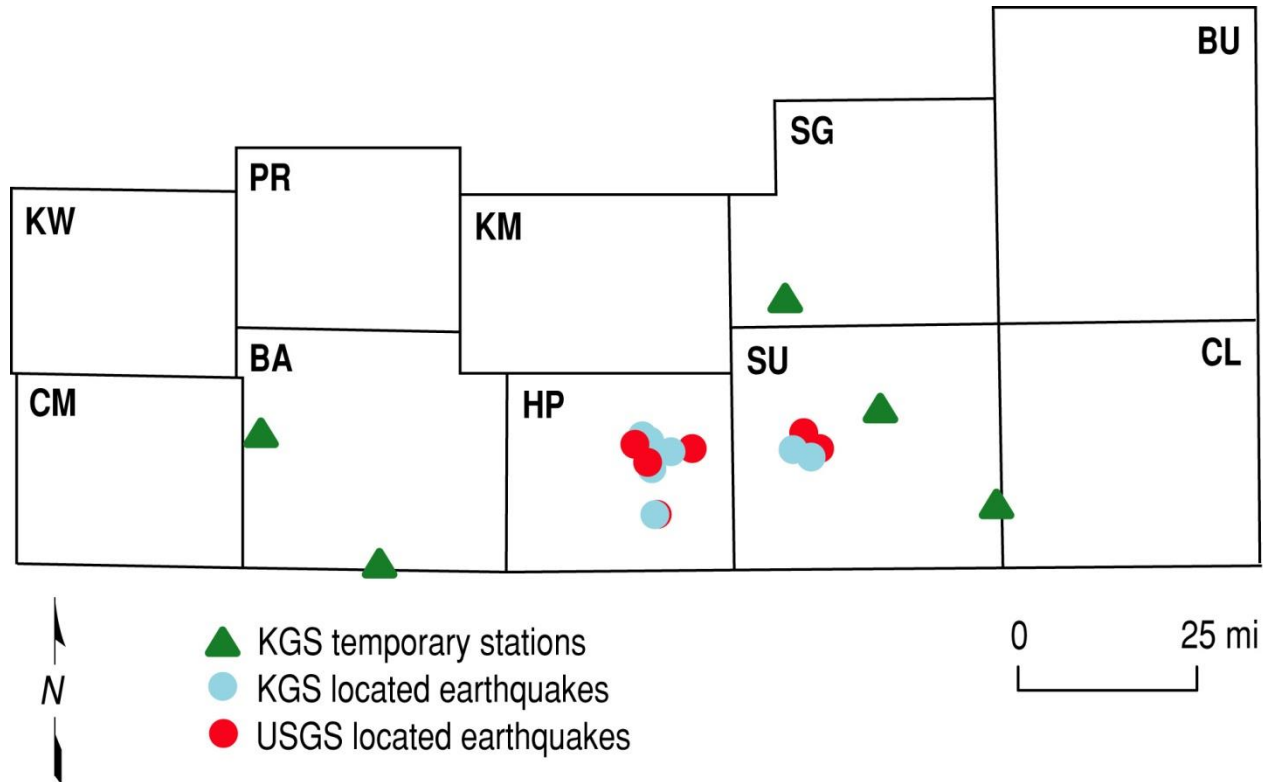 BU
SG
PR
KW
KM
BA
SU
CL
CM
HP
0 25 mi
N
KGS temporary stations
KGS located earthquakes
USGS located earthquakes